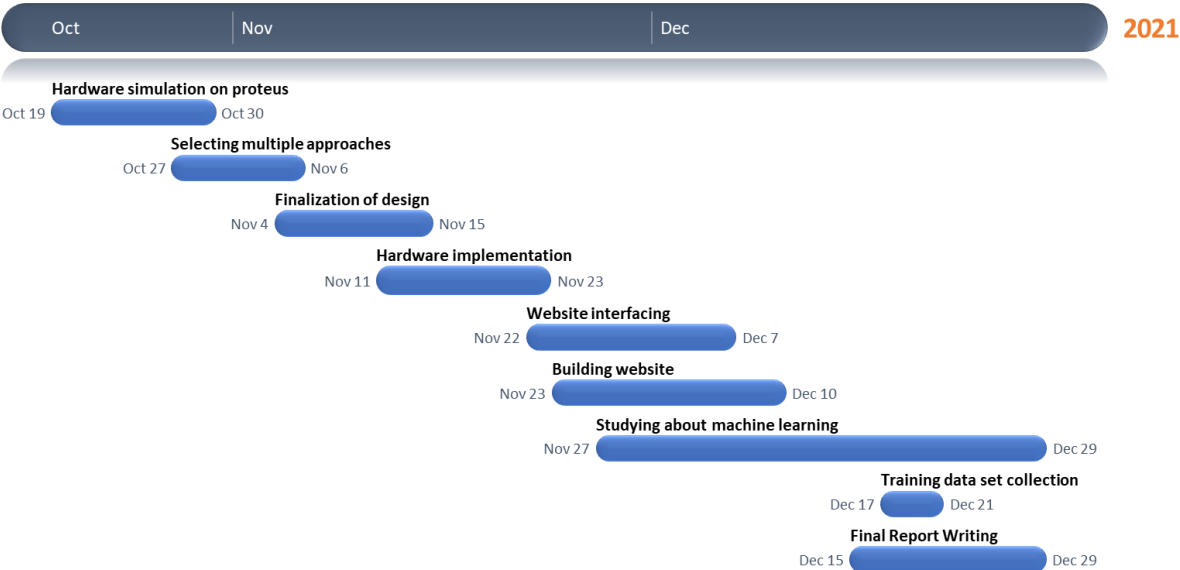 Oct Nov Dec 2021
Hardware simulation on proteus
Oct 19 Oct 30
Selecting multiple approaches
Oct 27 Nov 6
Finalization of design
Nov 4 Nov 15
Hardware implementation
Nov 11 Nov 23
Website interfacing
Nov 22 Dec 7
Building website
Nov 23 Dec 10
Studying about machine learning
Nov 27 Dec 29
Training data set collection
Dec 17 Dec 21
Final Report Writing
Dec 15 Dec 29